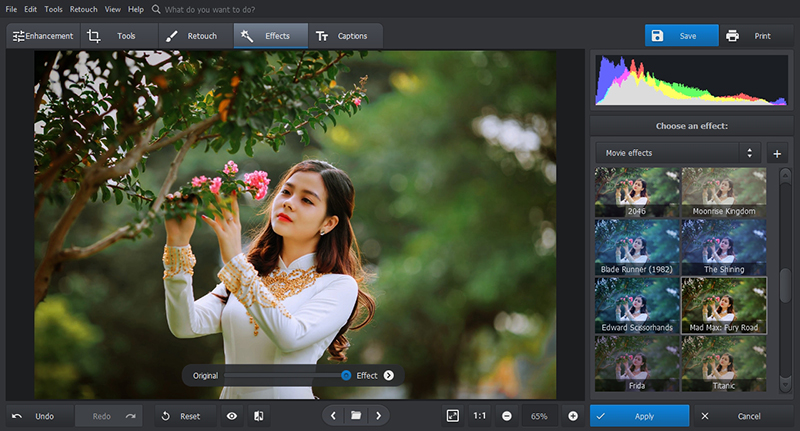 File Edit Tools Retouch View Help What do you want to do?
Enhancement Tools Retouch Effects Captions Save Print
Choose an effect:
Movie effects
2046 Moonrise Kingdom
Blade Runner (1982) The Shining
Edward Scissorhands Mad Max: Fury Road
Frida Titanic
Original Effect
Undo Redo Reset 1:1 65% Apply Cancel